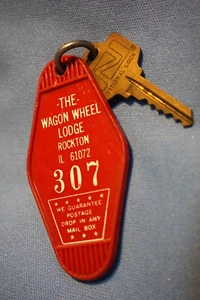 -THE-
WAGON WHEEL
LODGE
ROCKTON
IL 61072
307
WE GUARANTEE
POSTAGE
DROP IN ANY
MAIL BOX